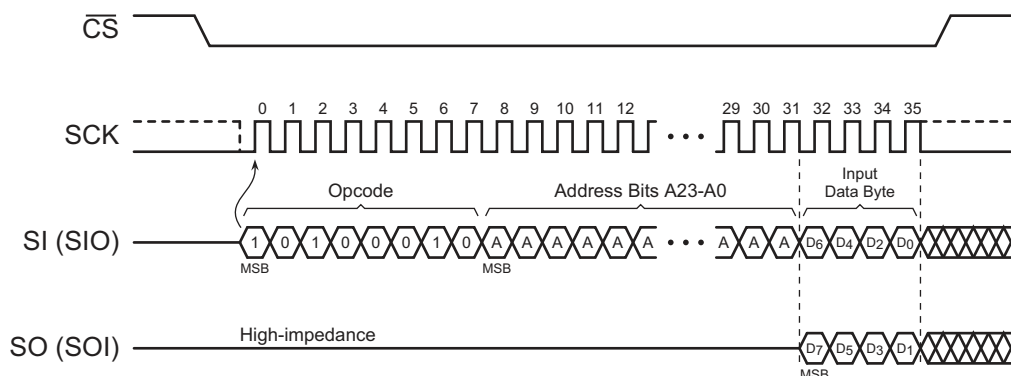 CS
0 1 2 3 4 5 6 7 8 9 10 11 12 29 30 31 32 33 34 35
SCK
• • •
Opcode
Address Bits A23-A0
Input
Data Byte
SI (SIO)
1 0 1 0 0 0 1 0 A A A A A A • • • A A A D6 D4 D2 D0
MSB MSB
High-impedance
SO (SOI)
D7 D5 D3 D1
MSB